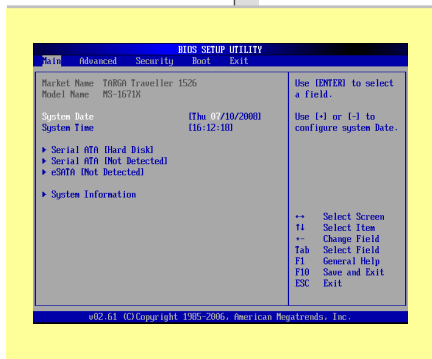 BIOS SETUP UTILITY
Main Advanced Security Boot Exit
Market Name TARGA Traveller 1526
Model Name MS-1671X
System Date [Thu 07/10/2008]
System Time [16:12:18]
▶ Serial ATA [Hard Disk]
▶ Serial ATA [Not Detected]
▶ eSATA [Not Detected]
▶ System Information
Use [ENTER] to select
a field.
Use [+] or [-] to
configure system Date.
↔ Select Screen
↑↓ Select Item
+- Change Field
Tab Select Field
F1 General Help
F10 Save and Exit
ESC Exit
v02.61 (C)Copyright 1985-2006, American Megatrends, Inc.